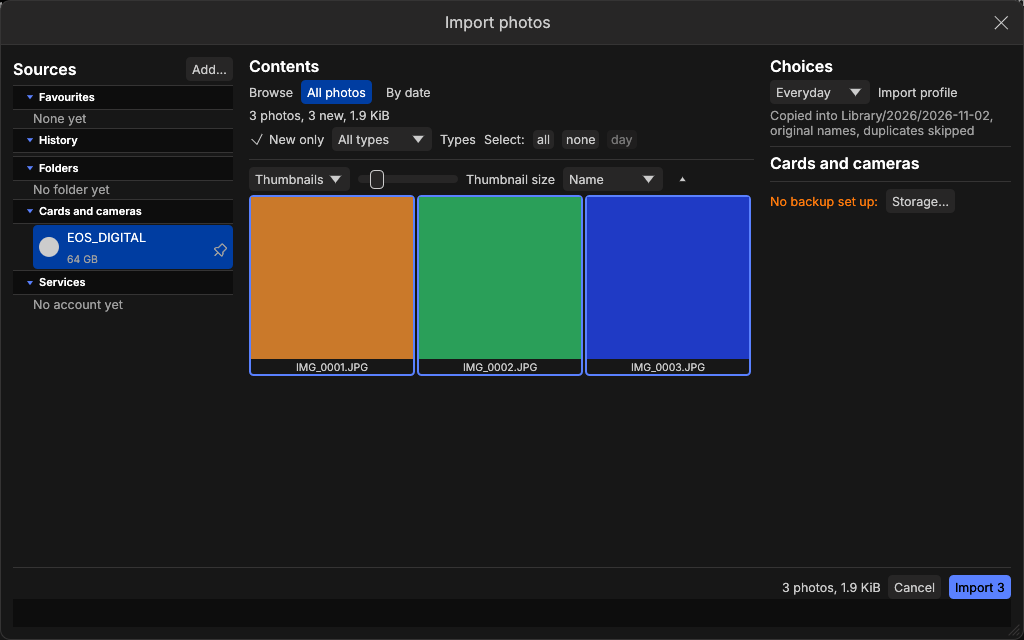 Import photos
Sources
Add...
Favourites
None yet
History
Folders
No folder yet
Cards and cameras
EOS_DIGITAL
64 GB
Services
No account yet
Contents
Browse All photos By date
3 photos, 3 new, 1.9 KiB
New only All types Types Select: all none day
Thumbnails Thumbnail size Name
IMG_0001.JPG IMG_0002.JPG IMG_0003.JPG
Choices
Everyday Import profile
Copied into Library/2026/2026-11-02,
original names, duplicates skipped
Cards and cameras
No backup set up: Storage...
3 photos, 1.9 KiB Cancel Import 3